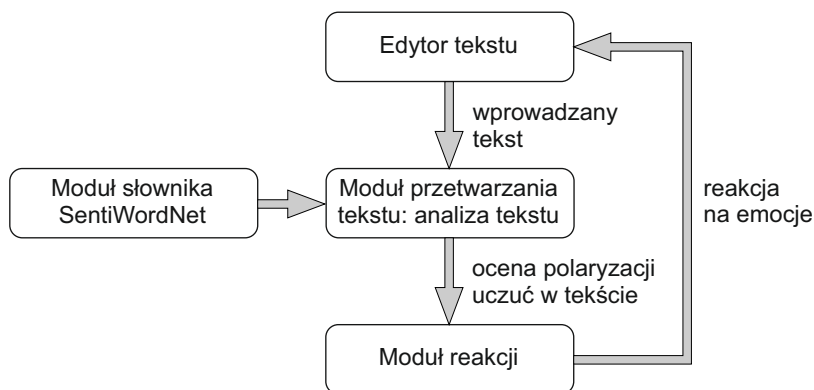 Edytor tekstu
wprowadzany
tekst
Moduł słownika
SentiWordNet
Moduł przetwarzania
tekstu: analiza tekstu
reakcja
na emocje
ocena polaryzacji
uczuć w tekście
Moduł reakcji